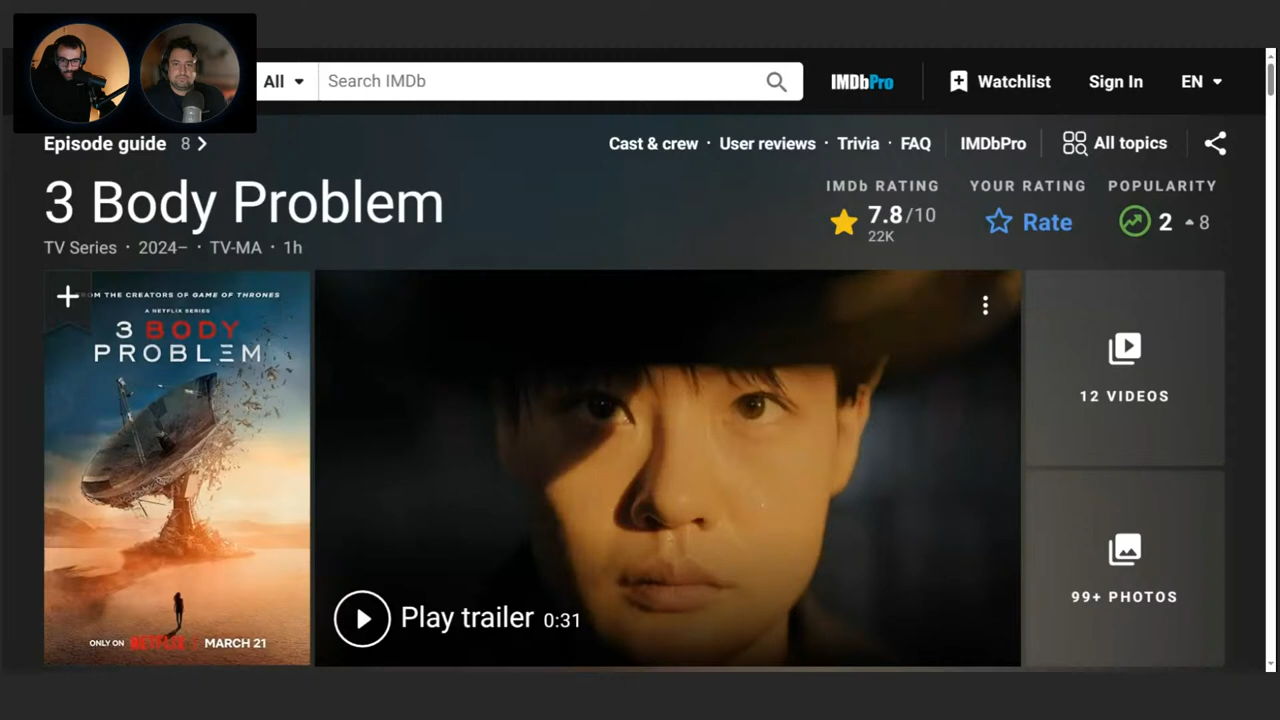 All
Search IMDb
IMDbPro
Watchlist
Sign In
EN
Episode guide 8
Cast & crew · User reviews · Trivia · FAQ
IMDbPro
All topics
3 Body Problem
TV Series · 2024– · TV-MA · 1h
IMDb RATING
7.8/10
22K
YOUR RATING
Rate
POPULARITY
2
8
FROM THE CREATORS OF GAME OF THRONES
A NETFLIX SERIES
3 BODY
PROBLEM
ONLY ON NETFLIX | MARCH 21
Play trailer 0:31
12 VIDEOS
99+ PHOTOS